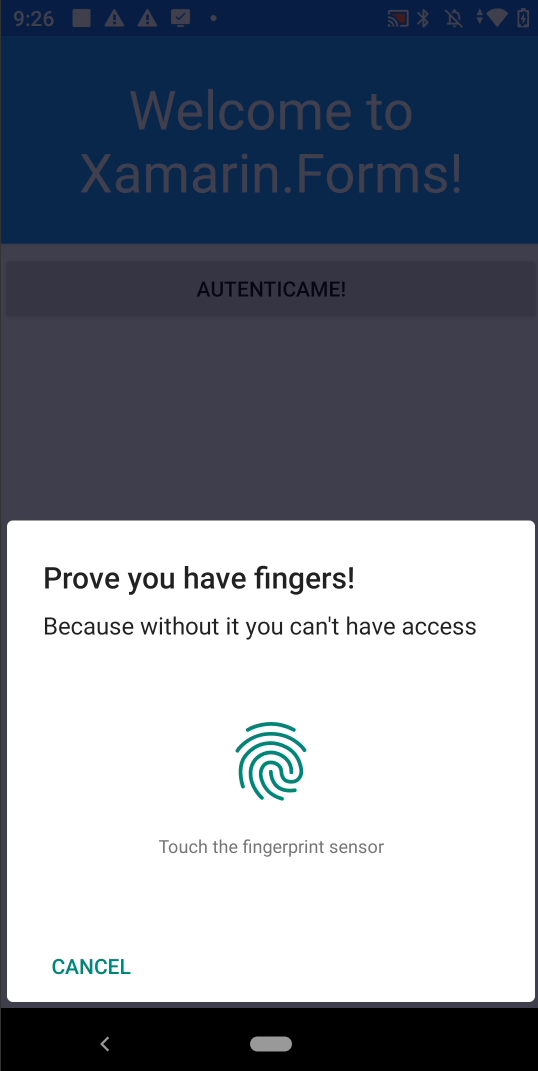 9:26
Welcome to
Xamarin.Forms!
AUTENTICAME!
Prove you have fingers!
Because without it you can't have access
Touch the fingerprint sensor
CANCEL